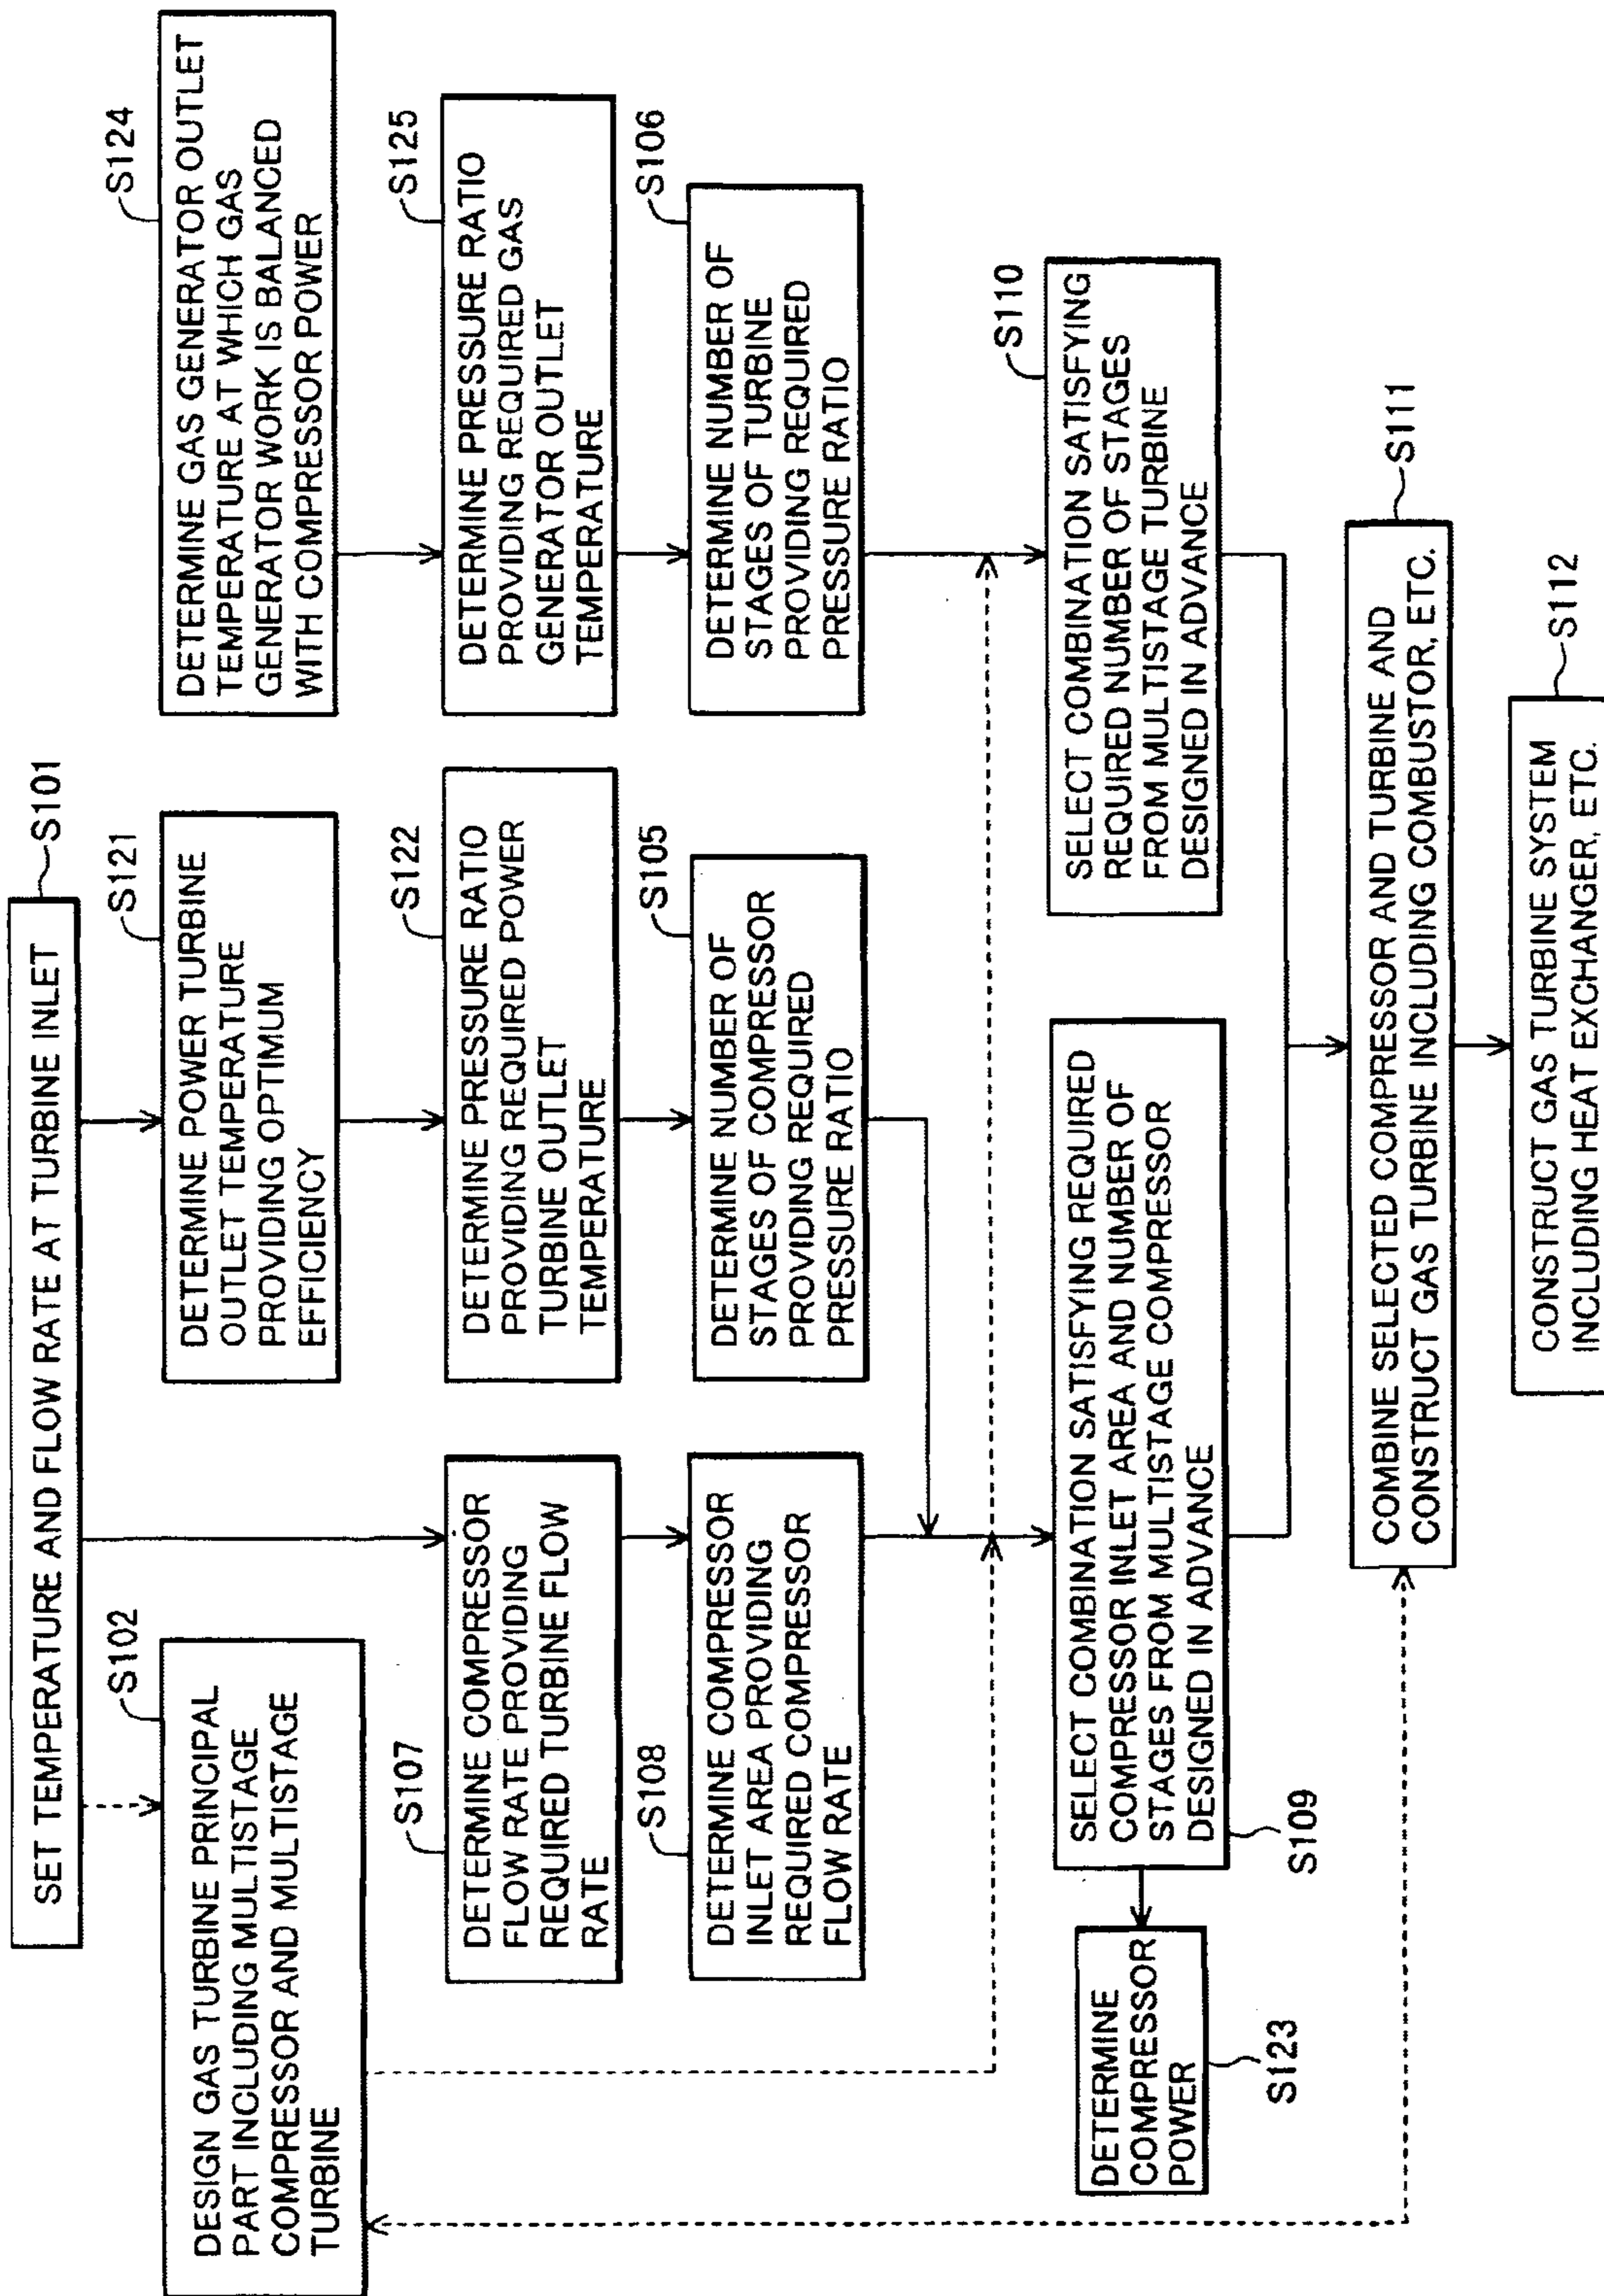 SET TEMPERATURE AND FLOW RATE AT TURBINE INLET
S101
S102
DESIGN GAS TURBINE PRINCIPAL
PART INCLUDING MULTISTAGE
COMPRESSOR AND MULTISTAGE
TURBINE
S121
DETERMINE POWER TURBINE
OUTLET TEMPERATURE
PROVIDING OPTIMUM
EFFICIENCY
S124
DETERMINE GAS GENERATOR OUTLET
TEMPERATURE AT WHICH GAS
GENERATOR WORK IS BALANCED
WITH COMPRESSOR POWER
S107
DETERMINE COMPRESSOR
FLOW RATE PROVIDING
REQUIRED TURBINE FLOW
RATE
S122
DETERMINE PRESSURE RATIO
PROVIDING REQUIRED POWER
TURBINE OUTLET
TEMPERATURE
S125
DETERMINE PRESSURE RATIO
PROVIDING REQUIRED GAS
GENERATOR OUTLET
TEMPERATURE
S108
DETERMINE COMPRESSOR
INLET AREA PROVIDING
REQUIRED COMPRESSOR
FLOW RATE
S105
DETERMINE NUMBER OF
STAGES OF COMPRESSOR
PROVIDING REQUIRED
PRESSURE RATIO
S106
DETERMINE NUMBER OF
STAGES OF TURBINE
PROVIDING REQUIRED
PRESSURE RATIO
DETERMINE
COMPRESSOR
POWER
S123
SELECT COMBINATION SATISFYING REQUIRED
COMPRESSOR INLET AREA AND NUMBER OF
STAGES FROM MULTISTAGE COMPRESSOR
DESIGNED IN ADVANCE
S109
S110
SELECT COMBINATION SATISFYING
REQUIRED NUMBER OF STAGES
FROM MULTISTAGE TURBINE
DESIGNED IN ADVANCE
S111
COMBINE SELECTED COMPRESSOR AND TURBINE AND
CONSTRUCT GAS TURBINE INCLUDING COMBUSTOR, ETC.
S112
CONSTRUCT GAS TURBINE SYSTEM
INCLUDING HEAT EXCHANGER, ETC.